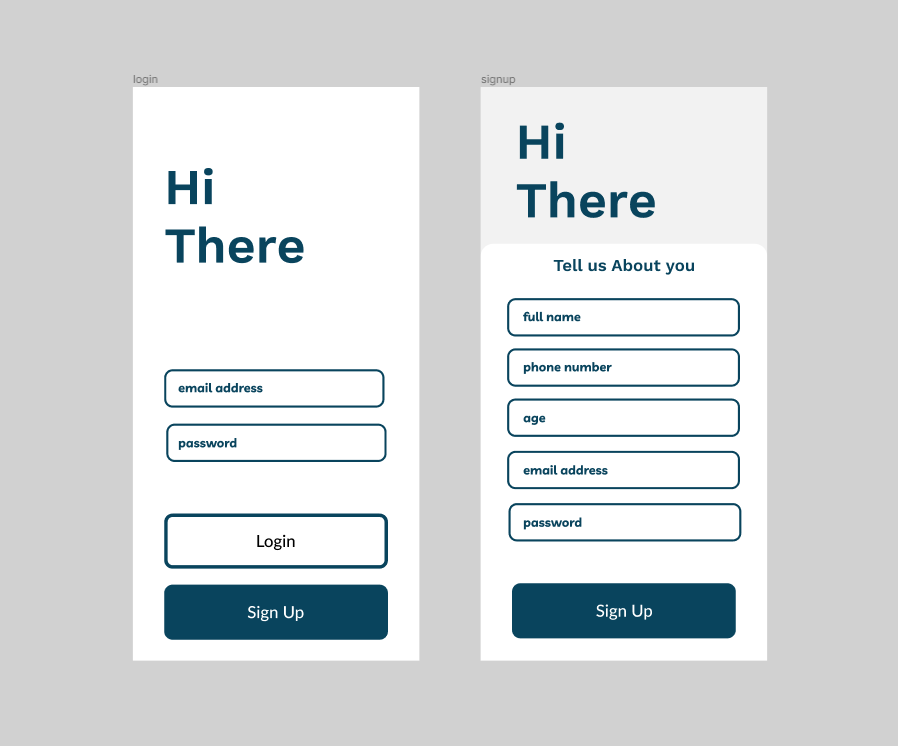 login
Hi
There
email address
password
Login
Sign Up
signup
Hi
There
Tell us About you
full name
phone number
age
email address
password
Sign Up